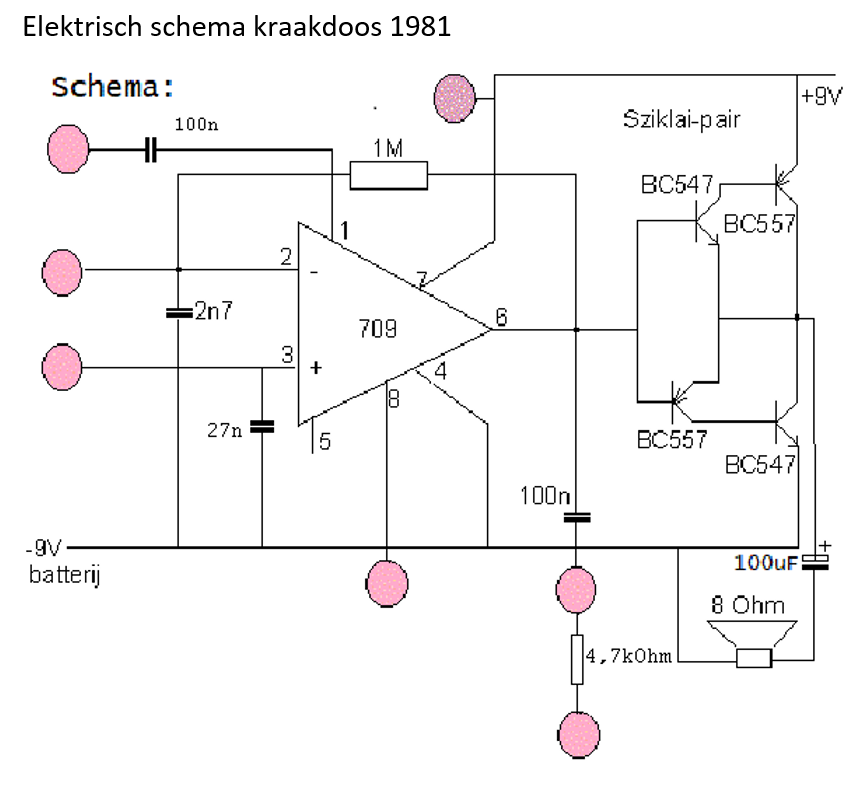 Elektrisch schema kraakdoos 1981
Schema:
+9V
100n
Sziklai-pair
1M
BC547
1
BC557
2
-
7
2n7
709
6
3
+
4
8
27n
5
BC557
BC547
100n
-9V
batterij
+
100uF
8 Ohm
4,7kOhm